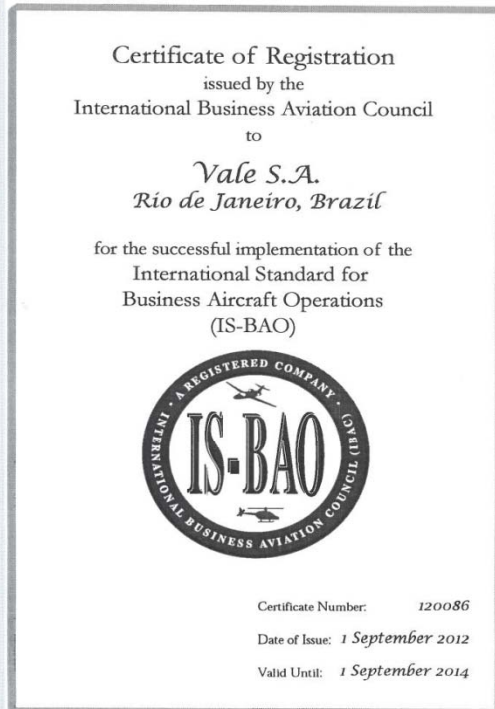 Certificate of Registration
issued by the
International Business Aviation Council
to
Vale S.A.
Rio de Janeiro, Brazil
for the successful implementation of the
International Standard for
Business Aircraft Operations
(IS-BAO)
· A REGISTERED COMPANY ·
IS-BAO
INTERNATIONAL BUSINESS AVIATION COUNCIL (IBAC)
Certificate Number: 120086
Date of Issue: 1 September 2012
Valid Until: 1 September 2014